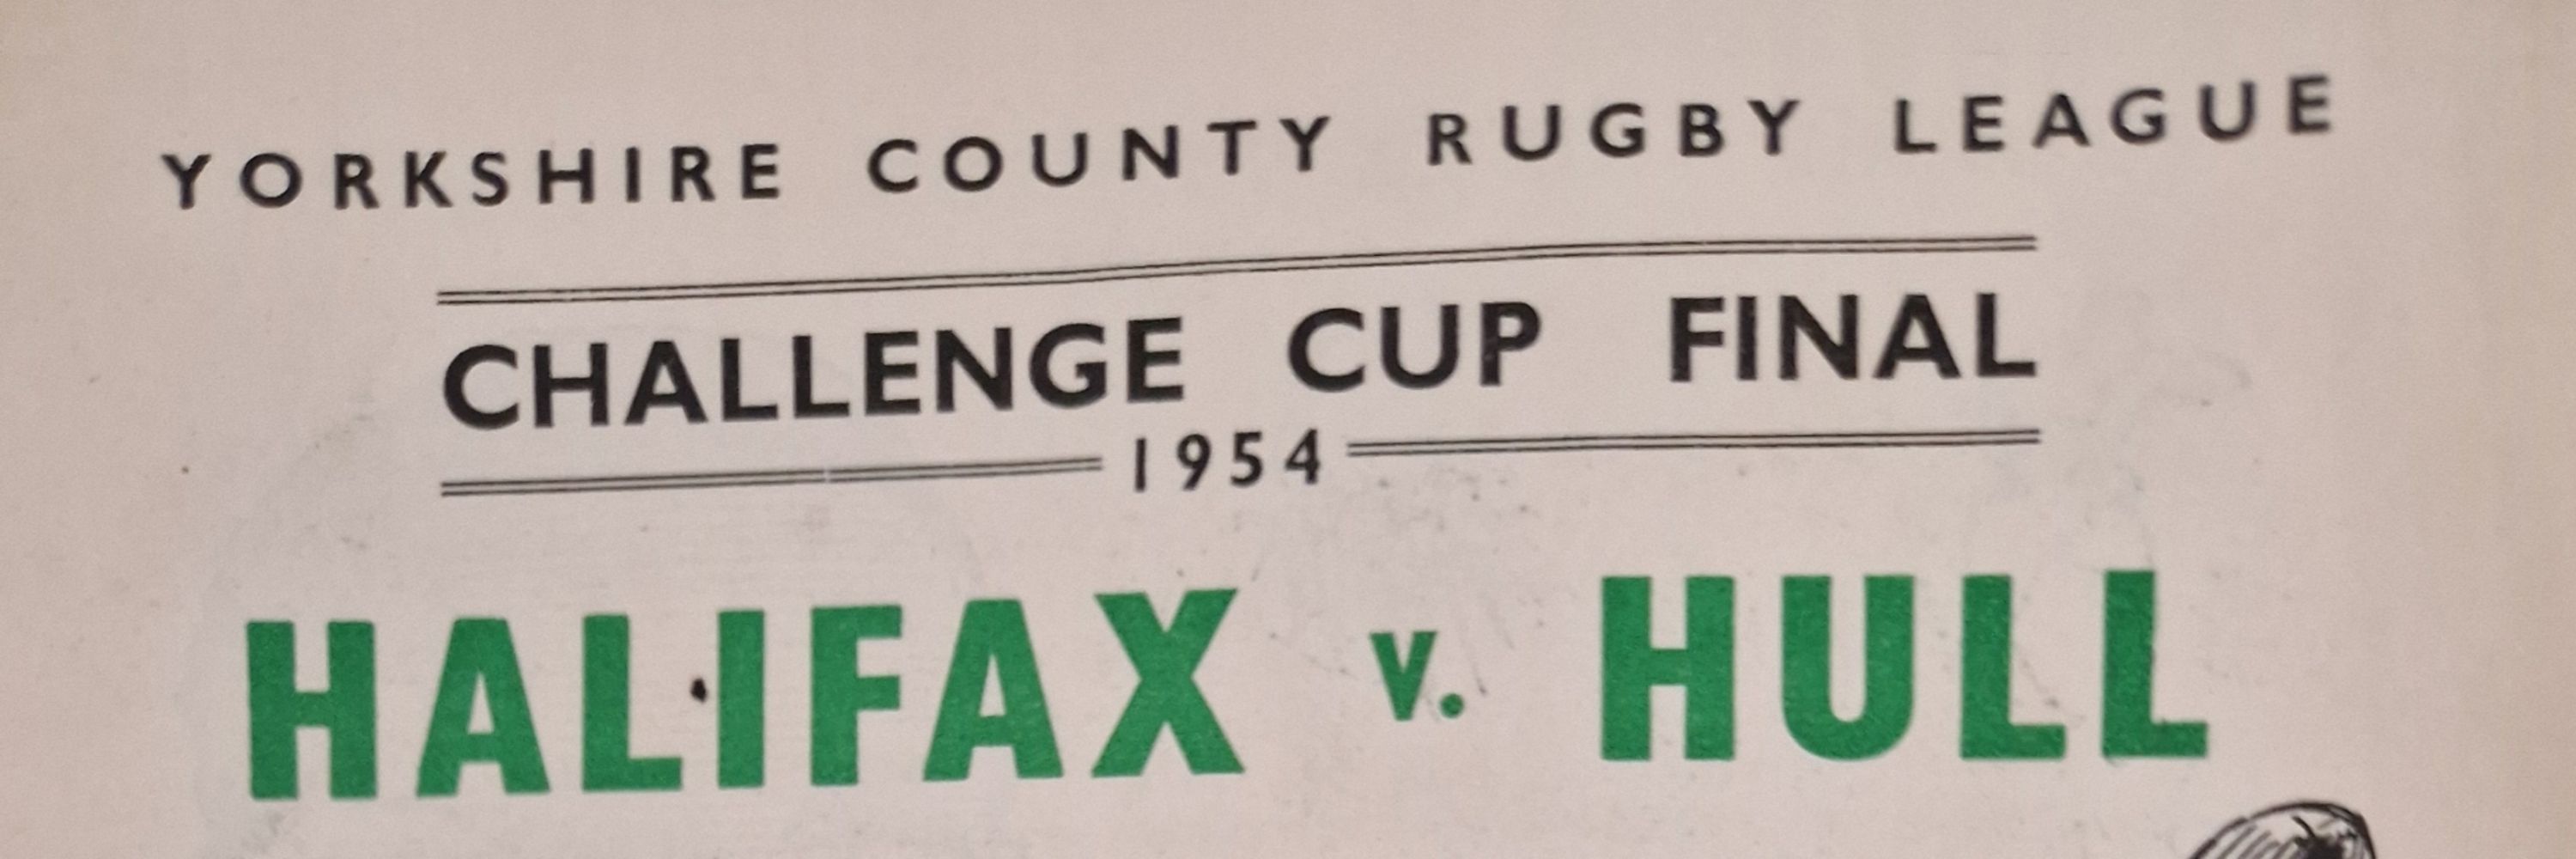 YORKSHIRE COUNTY RUGBY LEAGUE
CHALLENGE CUP FINAL
1954
HALIFAX v. HULL